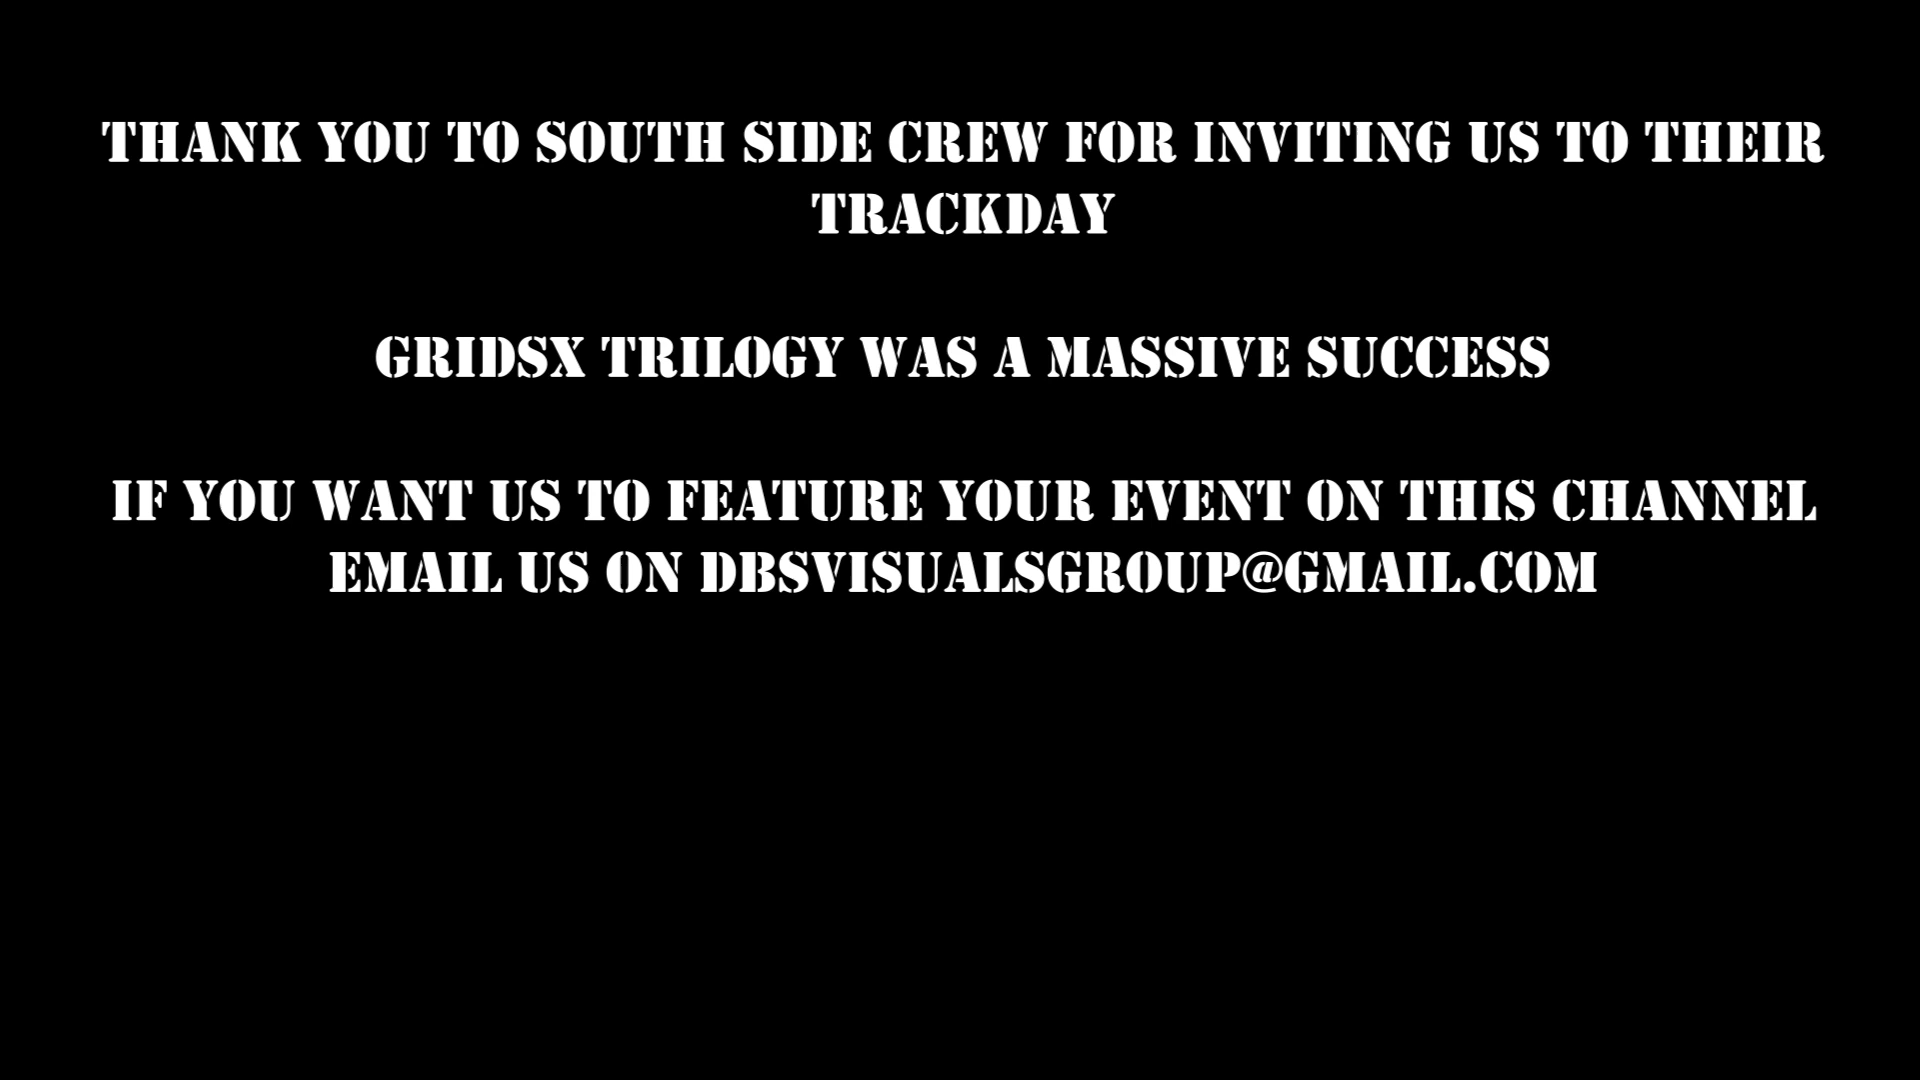 THANK YOU TO SOUTH SIDE CREW FOR INVITING US TO THEIR
TRACKDAY
GRIDSX TRILOGY WAS A MASSIVE SUCCESS
IF YOU WANT US TO FEATURE YOUR EVENT ON THIS CHANNEL
EMAIL US ON DBSVISUALSGROUP@GMAIL.COM